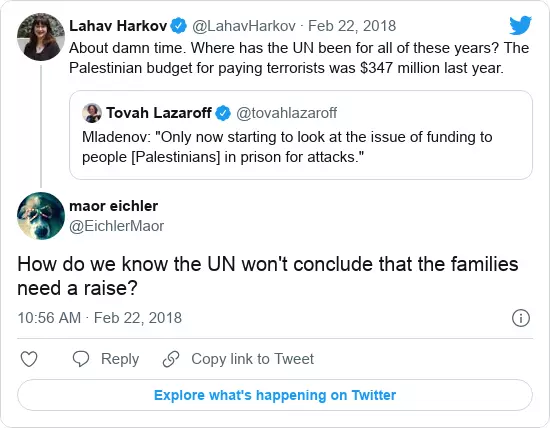 Lahav Harkov @LahavHarkov · Feb 22, 2018
About damn time. Where has the UN been for all of these years? The
Palestinian budget for paying terrorists was $347 million last year.
Tovah Lazaroff @tovahlazaroff
Mladenov: "Only now starting to look at the issue of funding to
people [Palestinians] in prison for attacks."
maor eichler
@EichlerMaor
How do we know the UN won't conclude that the families
need a raise?
10:56 AM · Feb 22, 2018
Reply Copy link to Tweet
Explore what's happening on Twitter